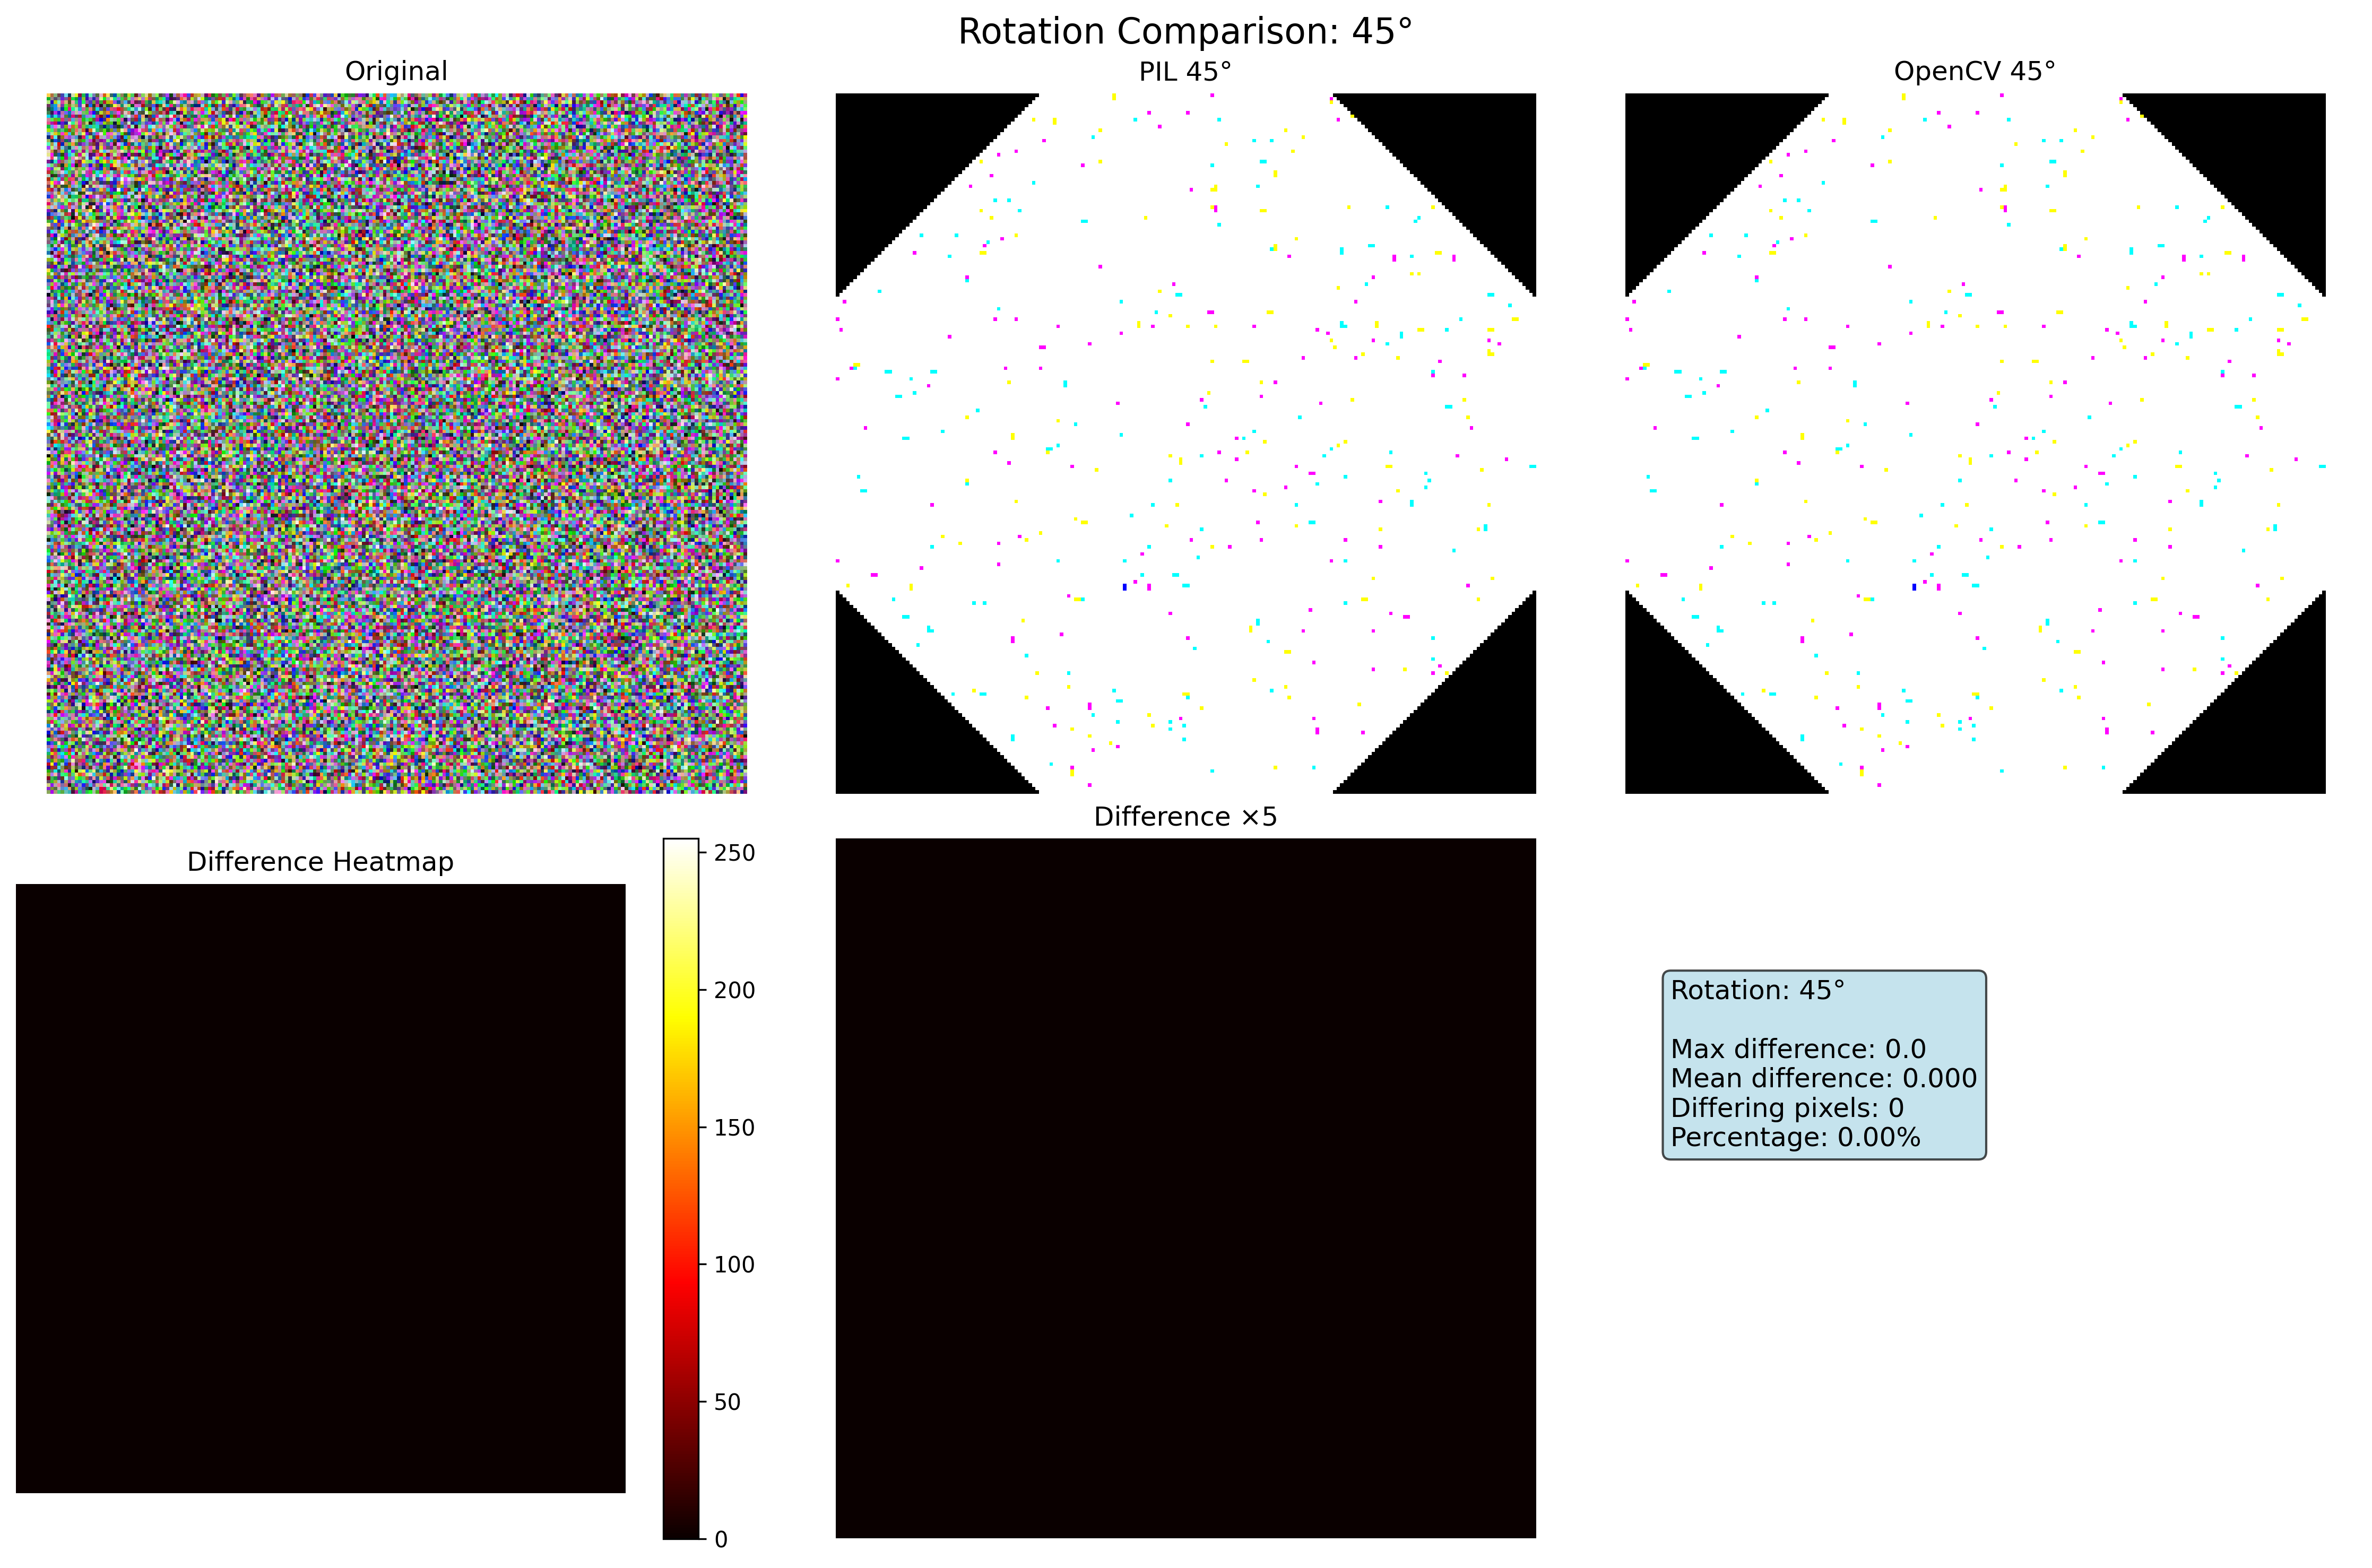 Rotation Comparison: 45°
Original
PIL 45°
OpenCV 45°
Difference Heatmap
250
200
150
100
50
0
Difference ×5
Rotation: 45°
Max difference: 0.0
Mean difference: 0.000
Differing pixels: 0
Percentage: 0.00%